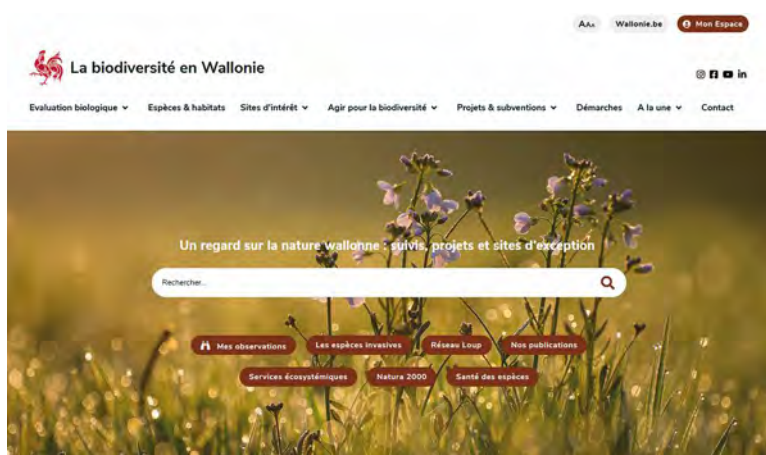 AAA Wallonie.be Mon Espace
La biodiversité en Wallonie
Evaluation biologique Espèces & habitats Sites d'intérêt Agir pour la biodiversité Projets & subventions Démarches A la une Contact
Un regard sur la nature wallonne : suivis, projets et sites d'exception
Rechercher...
Mes observations Les espèces invasives Réseau Loup Nos publications
Services écosystémiques Natura 2000 Santé des espèces